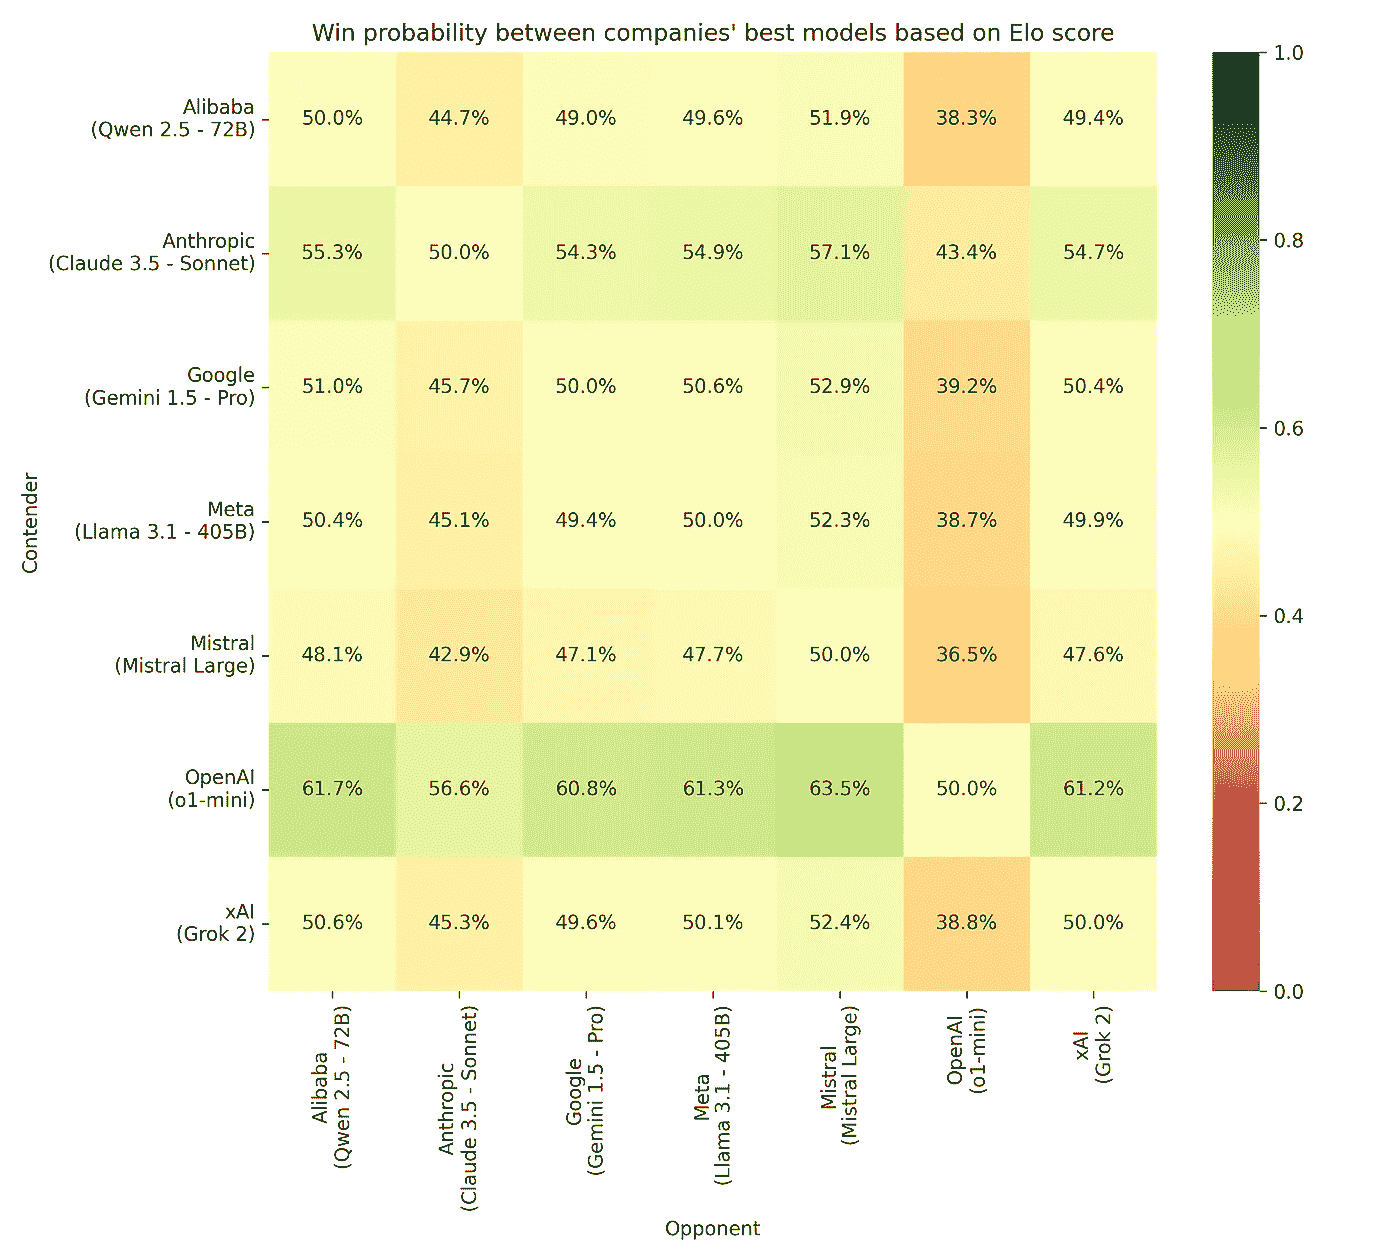 Win probability between companies' best models based on Elo score
Contender
Alibaba
(Qwen 2.5 - 72B)
50.0% 44.7% 49.0% 49.6% 51.9% 38.3% 49.4%
Anthropic
(Claude 3.5 - Sonnet)
55.3% 50.0% 54.3% 54.9% 57.1% 43.4% 54.7%
Google
(Gemini 1.5 - Pro)
51.0% 45.7% 50.0% 50.6% 52.9% 39.2% 50.4%
Meta
(Llama 3.1 - 405B)
50.4% 45.1% 49.4% 50.0% 52.3% 38.7% 49.9%
Mistral
(Mistral Large)
48.1% 42.9% 47.1% 47.7% 50.0% 36.5% 47.6%
OpenAI
(o1-mini)
61.7% 56.6% 60.8% 61.3% 63.5% 50.0% 61.2%
xAI
(Grok 2)
50.6% 45.3% 49.6% 50.1% 52.4% 38.8% 50.0%
Alibaba
(Qwen 2.5 - 72B)
Anthropic
(Claude 3.5 - Sonnet)
Google
(Gemini 1.5 - Pro)
Meta
(Llama 3.1 - 405B)
Mistral
(Mistral Large)
OpenAI
(o1-mini)
xAI
(Grok 2)
Opponent
1.0
0.8
0.6
0.4
0.2
0.0